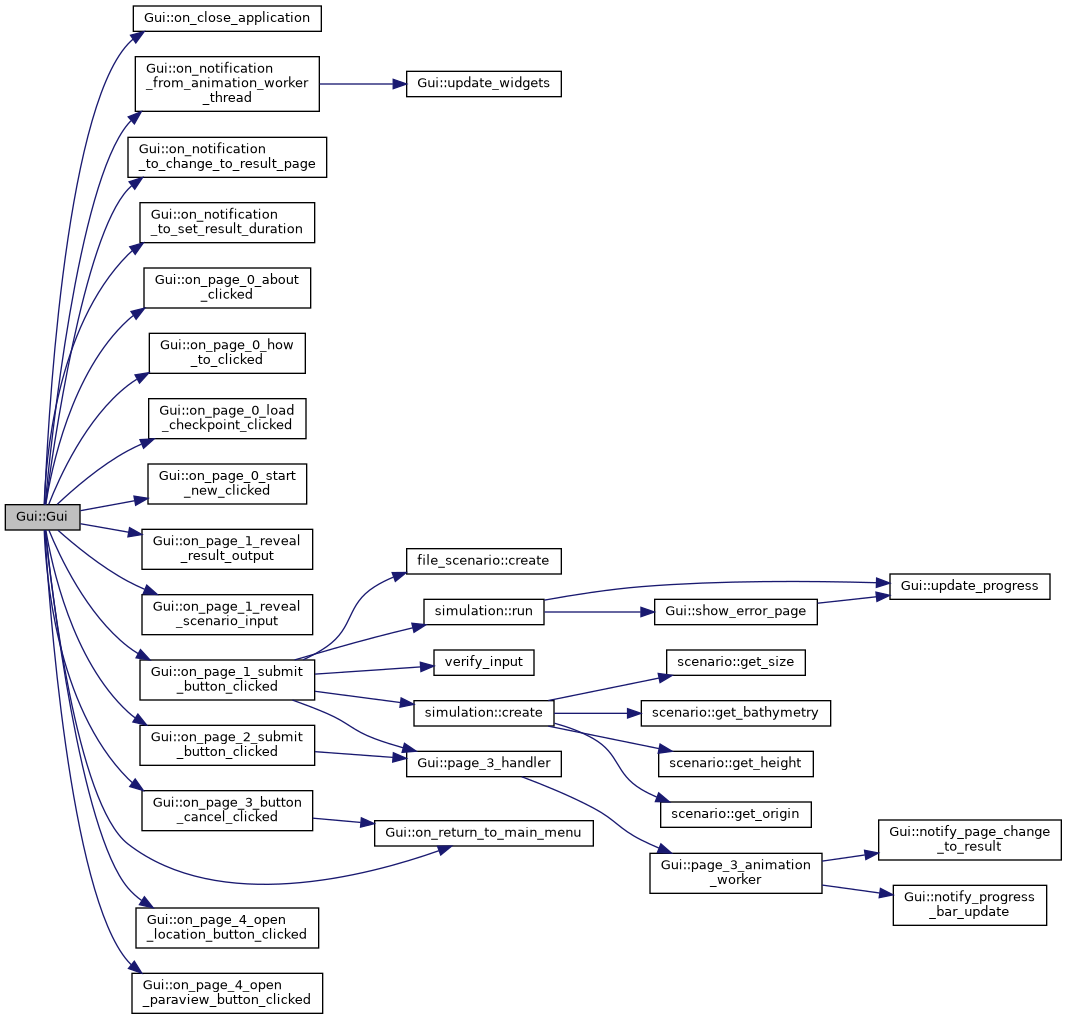 Gui::on_close_application
Gui::on_notification
_from_animation_worker
_thread
Gui::update_widgets
Gui::on_notification
_to_change_to_result_page
Gui::on_notification
_to_set_result_duration
Gui::on_page_0_about
_clicked
Gui::on_page_0_how
_to_clicked
Gui::on_page_0_load
_checkpoint_clicked
Gui::on_page_0_start
_new_clicked
Gui::Gui
Gui::on_page_1_reveal
_result_output
Gui::on_page_1_reveal
_scenario_input
Gui::on_page_1_submit
_button_clicked
Gui::on_page_2_submit
_button_clicked
Gui::on_page_3_button
_cancel_clicked
Gui::on_page_4_open
_location_button_clicked
Gui::on_page_4_open
_paraview_button_clicked
file_scenario::create
simulation::run
verify_input
simulation::create
Gui::page_3_handler
Gui::on_return_to_main_menu
Gui::show_error_page
Gui::update_progress
scenario::get_size
scenario::get_bathymetry
scenario::get_height
scenario::get_origin
Gui::page_3_animation
_worker
Gui::notify_page_change
_to_result
Gui::notify_progress
_bar_update